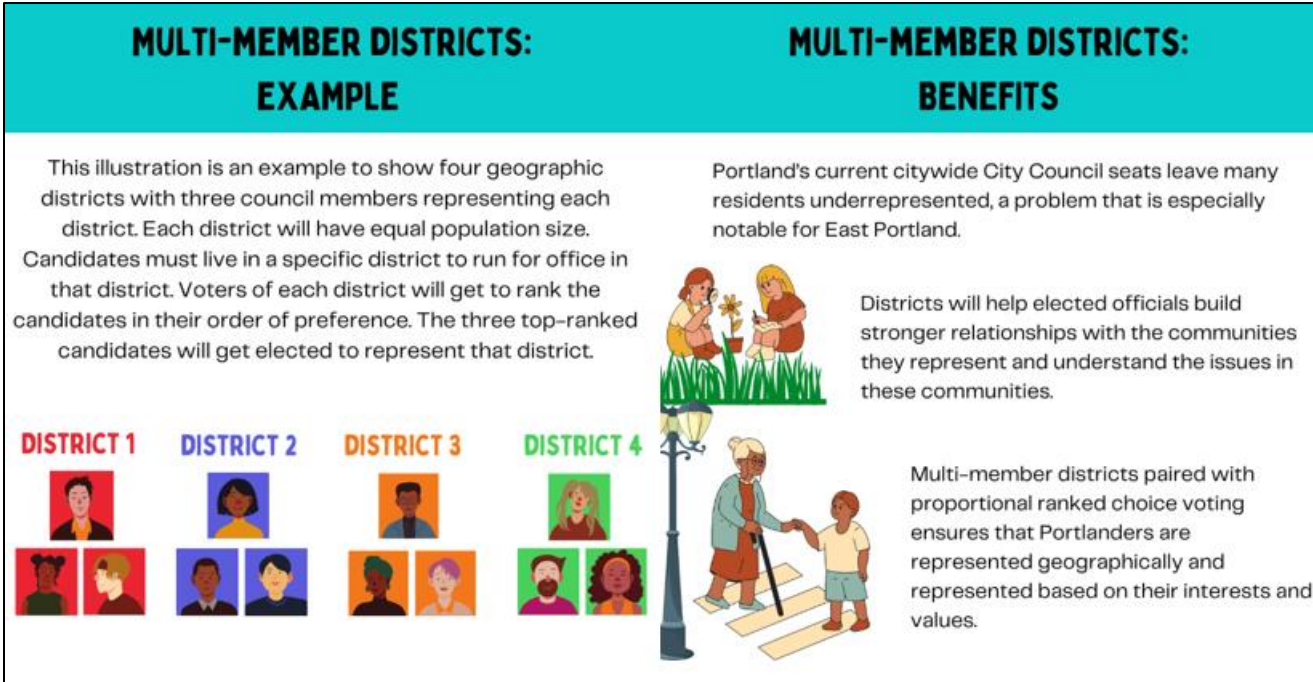 MULTI-MEMBER DISTRICTS:
EXAMPLE
This illustration is an example to show four geographic
districts with three council members representing each
district. Each district will have equal population size.
Candidates must live in a specific district to run for office in
that district. Voters of each district will get to rank the
candidates in their order of preference. The three top-ranked
candidates will get elected to represent that district.
DISTRICT 1
DISTRICT 2
DISTRICT 3
DISTRICT 4
MULTI-MEMBER DISTRICTS:
BENEFITS
Portland's current citywide City Council seats leave many
residents underrepresented, a problem that is especially
notable for East Portland.
Districts will help elected officials build
stronger relationships with the communities
they represent and understand the issues in
these communities.
Multi-member districts paired with
proportional ranked choice voting
ensures that Portlanders are
represented geographically and
represented based on their interests and
values.